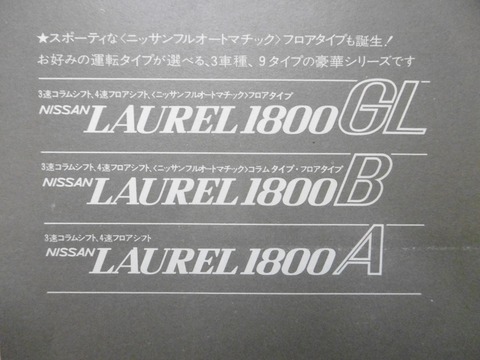 ★スポーティな〈ニッサンフルオートマチック〉フロアタイプも誕生!
お好みの運転タイプが選べる、3車種、9タイプの豪華シリーズです
3速コラムシフト、4速フロアシフト、〈ニッサンフルオートマチック〉フロアタイプ
NISSAN LAUREL 1800 GL
3速コラムシフト、4速フロアシフト、〈ニッサンフルオートマチック〉コラムタイプ・フロアタイプ
NISSAN LAUREL 1800 B
3速コラムシフト、4速フロアシフト
NISSAN LAUREL 1800 A